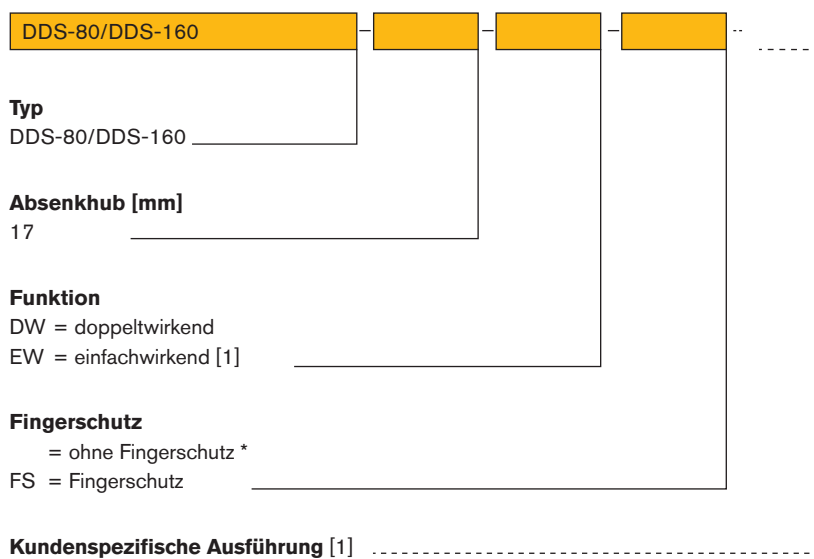 DDS-80/DDS-160
Typ
DDS-80/DDS-160
Absenkhub [mm]
17
Funktion
DW = doppeltwirkend
EW = einfachwirkend [1]
Fingerschutz
= ohne Fingerschutz *
FS = Fingerschutz
Kundenspezifische Ausführung [1]